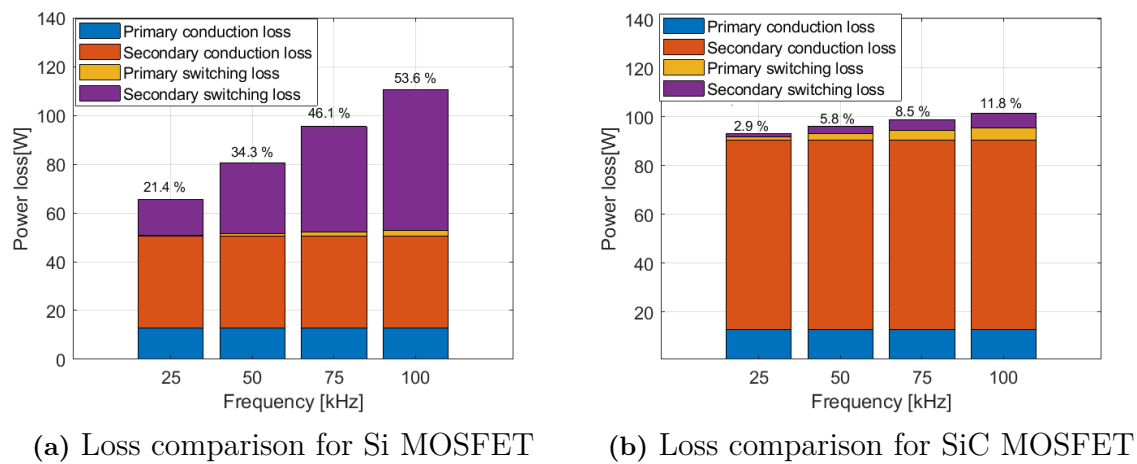 140
120
100
80
60
40
20
0
Power loss[W]
Primary conduction loss
Secondary conduction loss
Primary switching loss
Secondary switching loss
21.4 %
34.3 %
46.1 %
53.6 %
25
50
75
100
Frequency [kHz]
(a) Loss comparison for Si MOSFET
140
120
100
80
60
40
20
Power loss[W]
Primary conduction loss
Secondary conduction loss
Primary switching loss
Secondary switching loss
2.9 %
5.8 %
8.5 %
11.8 %
25
50
75
100
Frequency [kHz]
(b) Loss comparison for SiC MOSFET